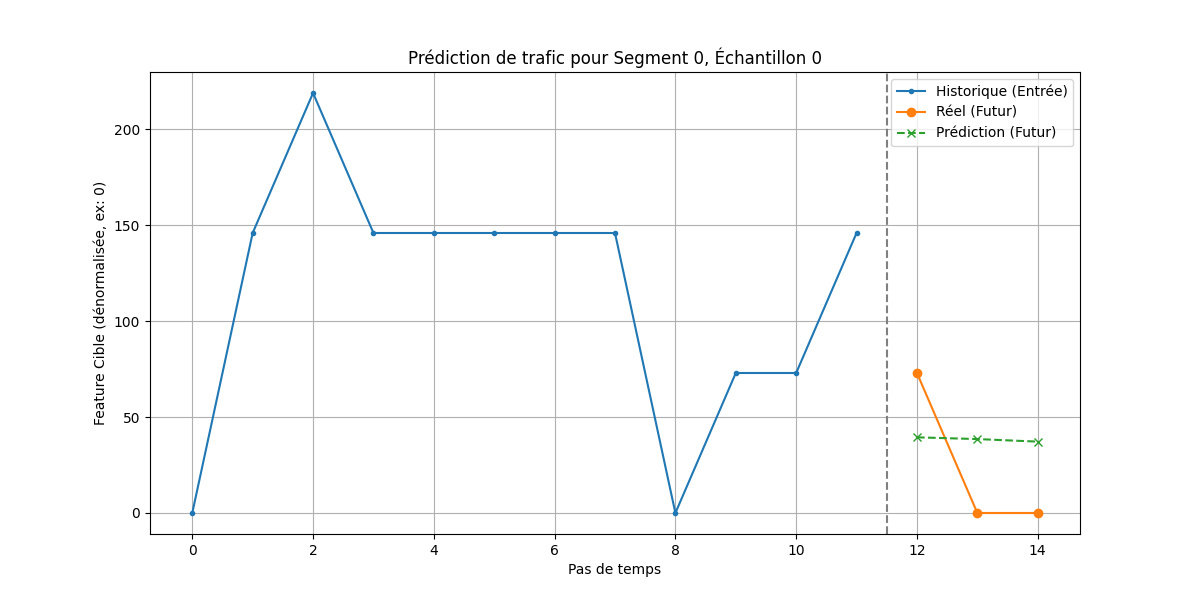 Prédiction de trafic pour Segment 0, Échantillon 0
Historique (Entrée)
Réel (Futur)
Prédiction (Futur)
Feature Cible (dénormalisée, ex: 0)
200
150
100
50
0
0 2 4 6 8 10 12 14
Pas de temps